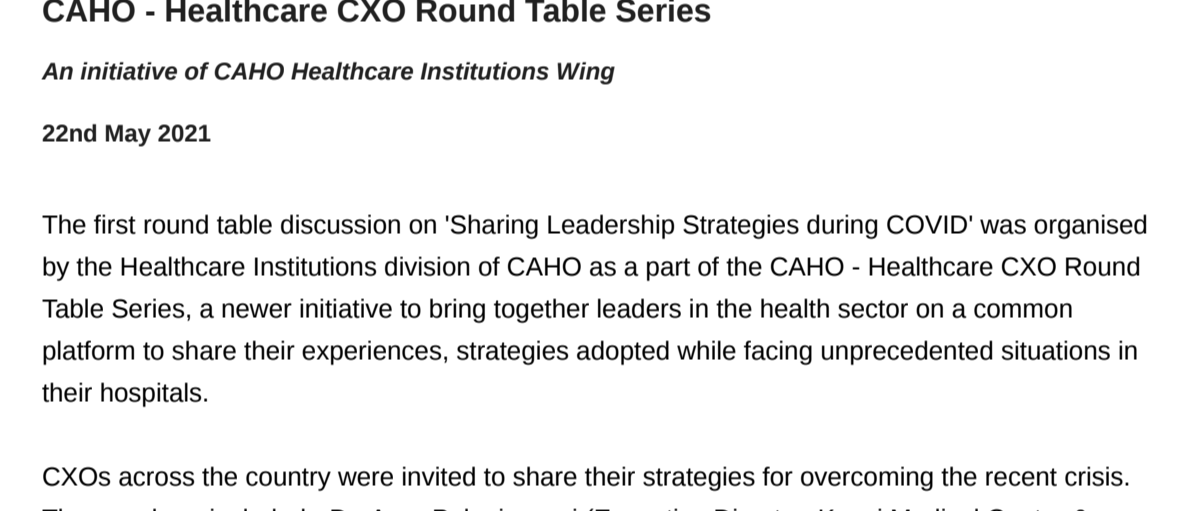 CAHO - Healthcare CXO Round Table Series
An initiative of CAHO Healthcare Institutions Wing
22nd May 2021
The first round table discussion on 'Sharing Leadership Strategies during COVID' was organised
by the Healthcare Institutions division of CAHO as a part of the CAHO - Healthcare CXO Round
Table Series, a newer initiative to bring together leaders in the health sector on a common
platform to share their experiences, strategies adopted while facing unprecedented situations in
their hospitals.
CXOs across the country were invited to share their strategies for overcoming the recent crisis.